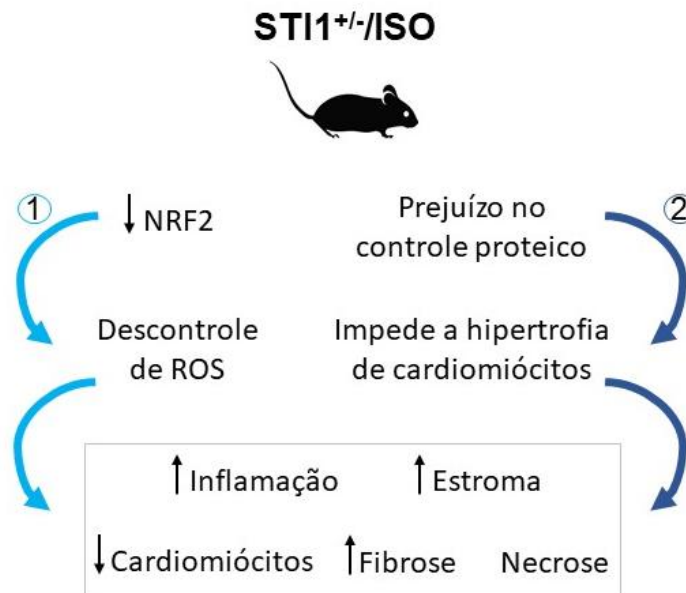 STI1+/-/ISO
1
↓ NRF2
Prejuízo no
controle proteico
2
Descontrole
de ROS
Impede a hipertrofia
de cardiomiócitos
↑ Inflamação
↑ Estroma
↓ Cardiomiócitos
↑ Fibrose
Necrose